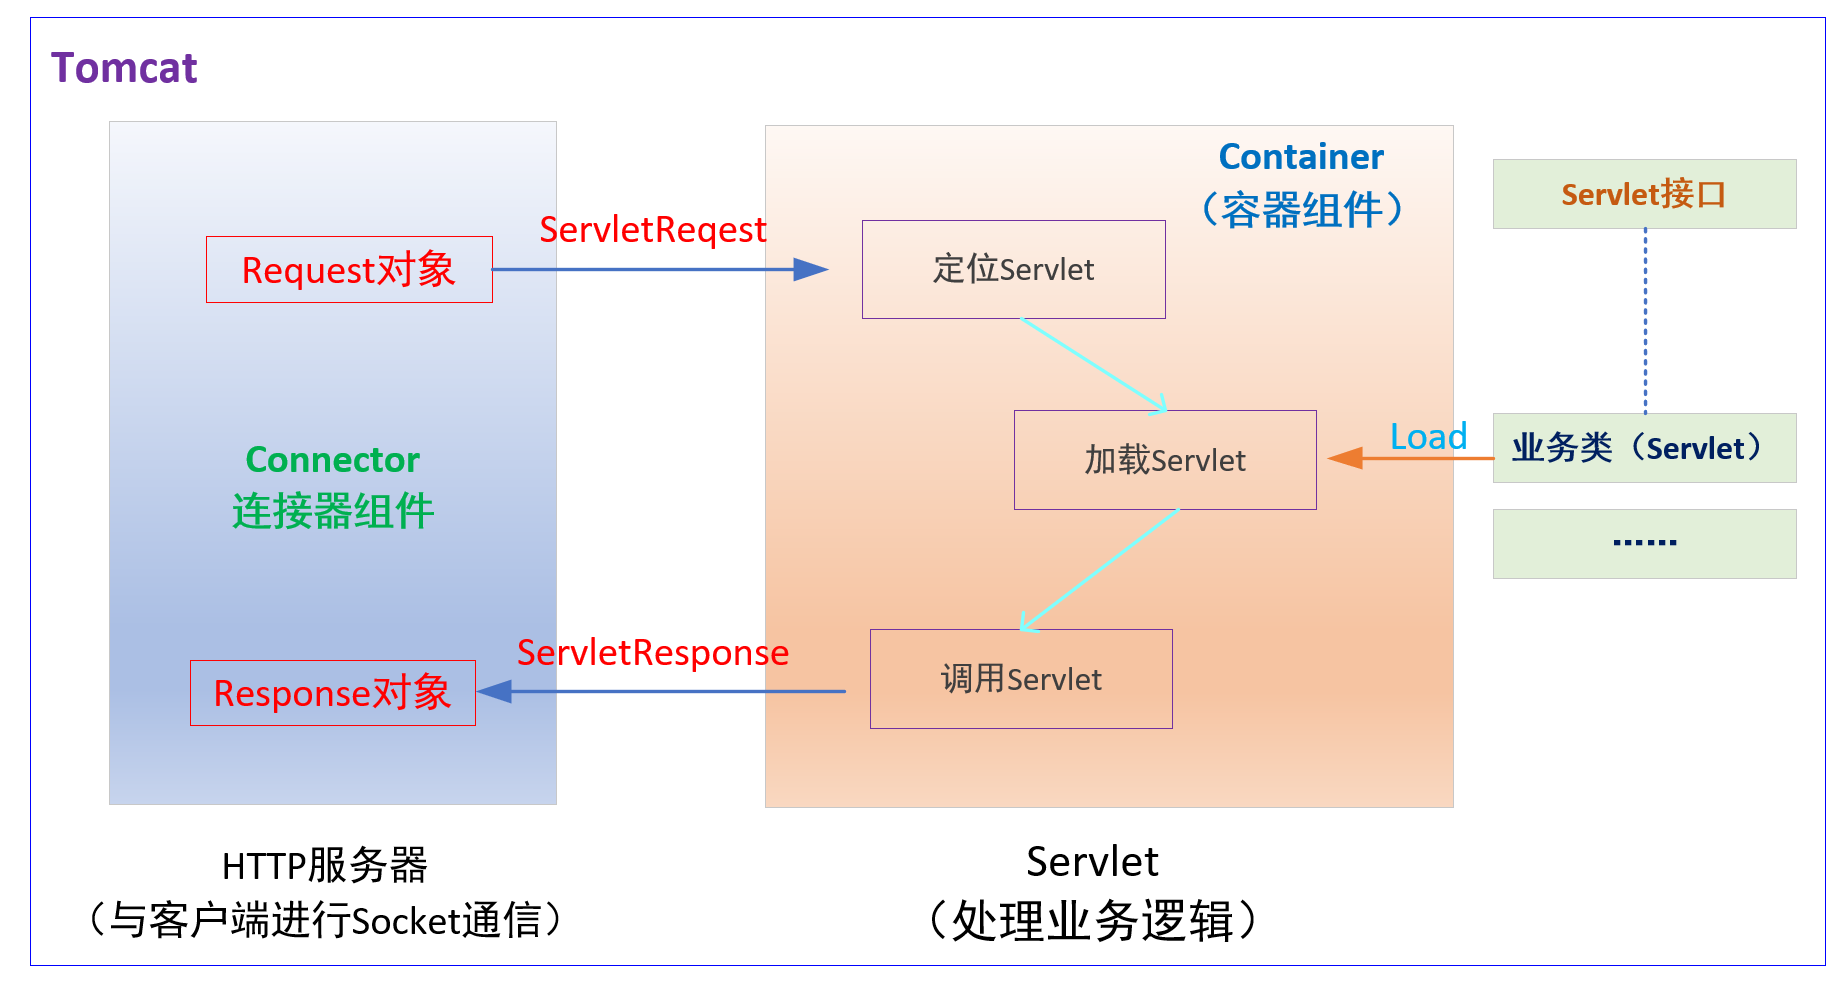 Tomcat
Container
（容器组件）
Servlet接口
ServletReqest
Request对象
定位Servlet
Load
业务类（Servlet）
加载Servlet
Connector
连接器组件
……
ServletResponse
Response对象
调用Servlet
HTTP服务器
（与客户端进行Socket通信）
Servlet
（处理业务逻辑）